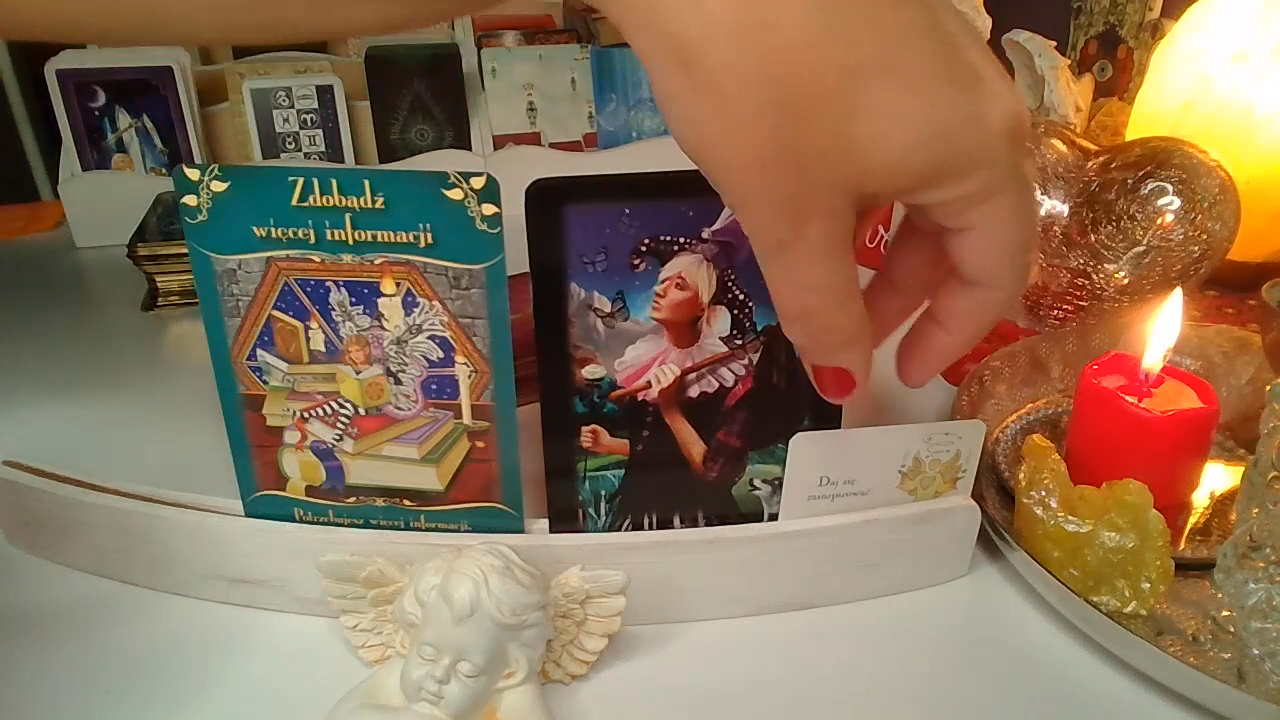 Zdobądź
więcej informacji
Potrzebujesz więcej informacji.
Daj się
zainspirować.